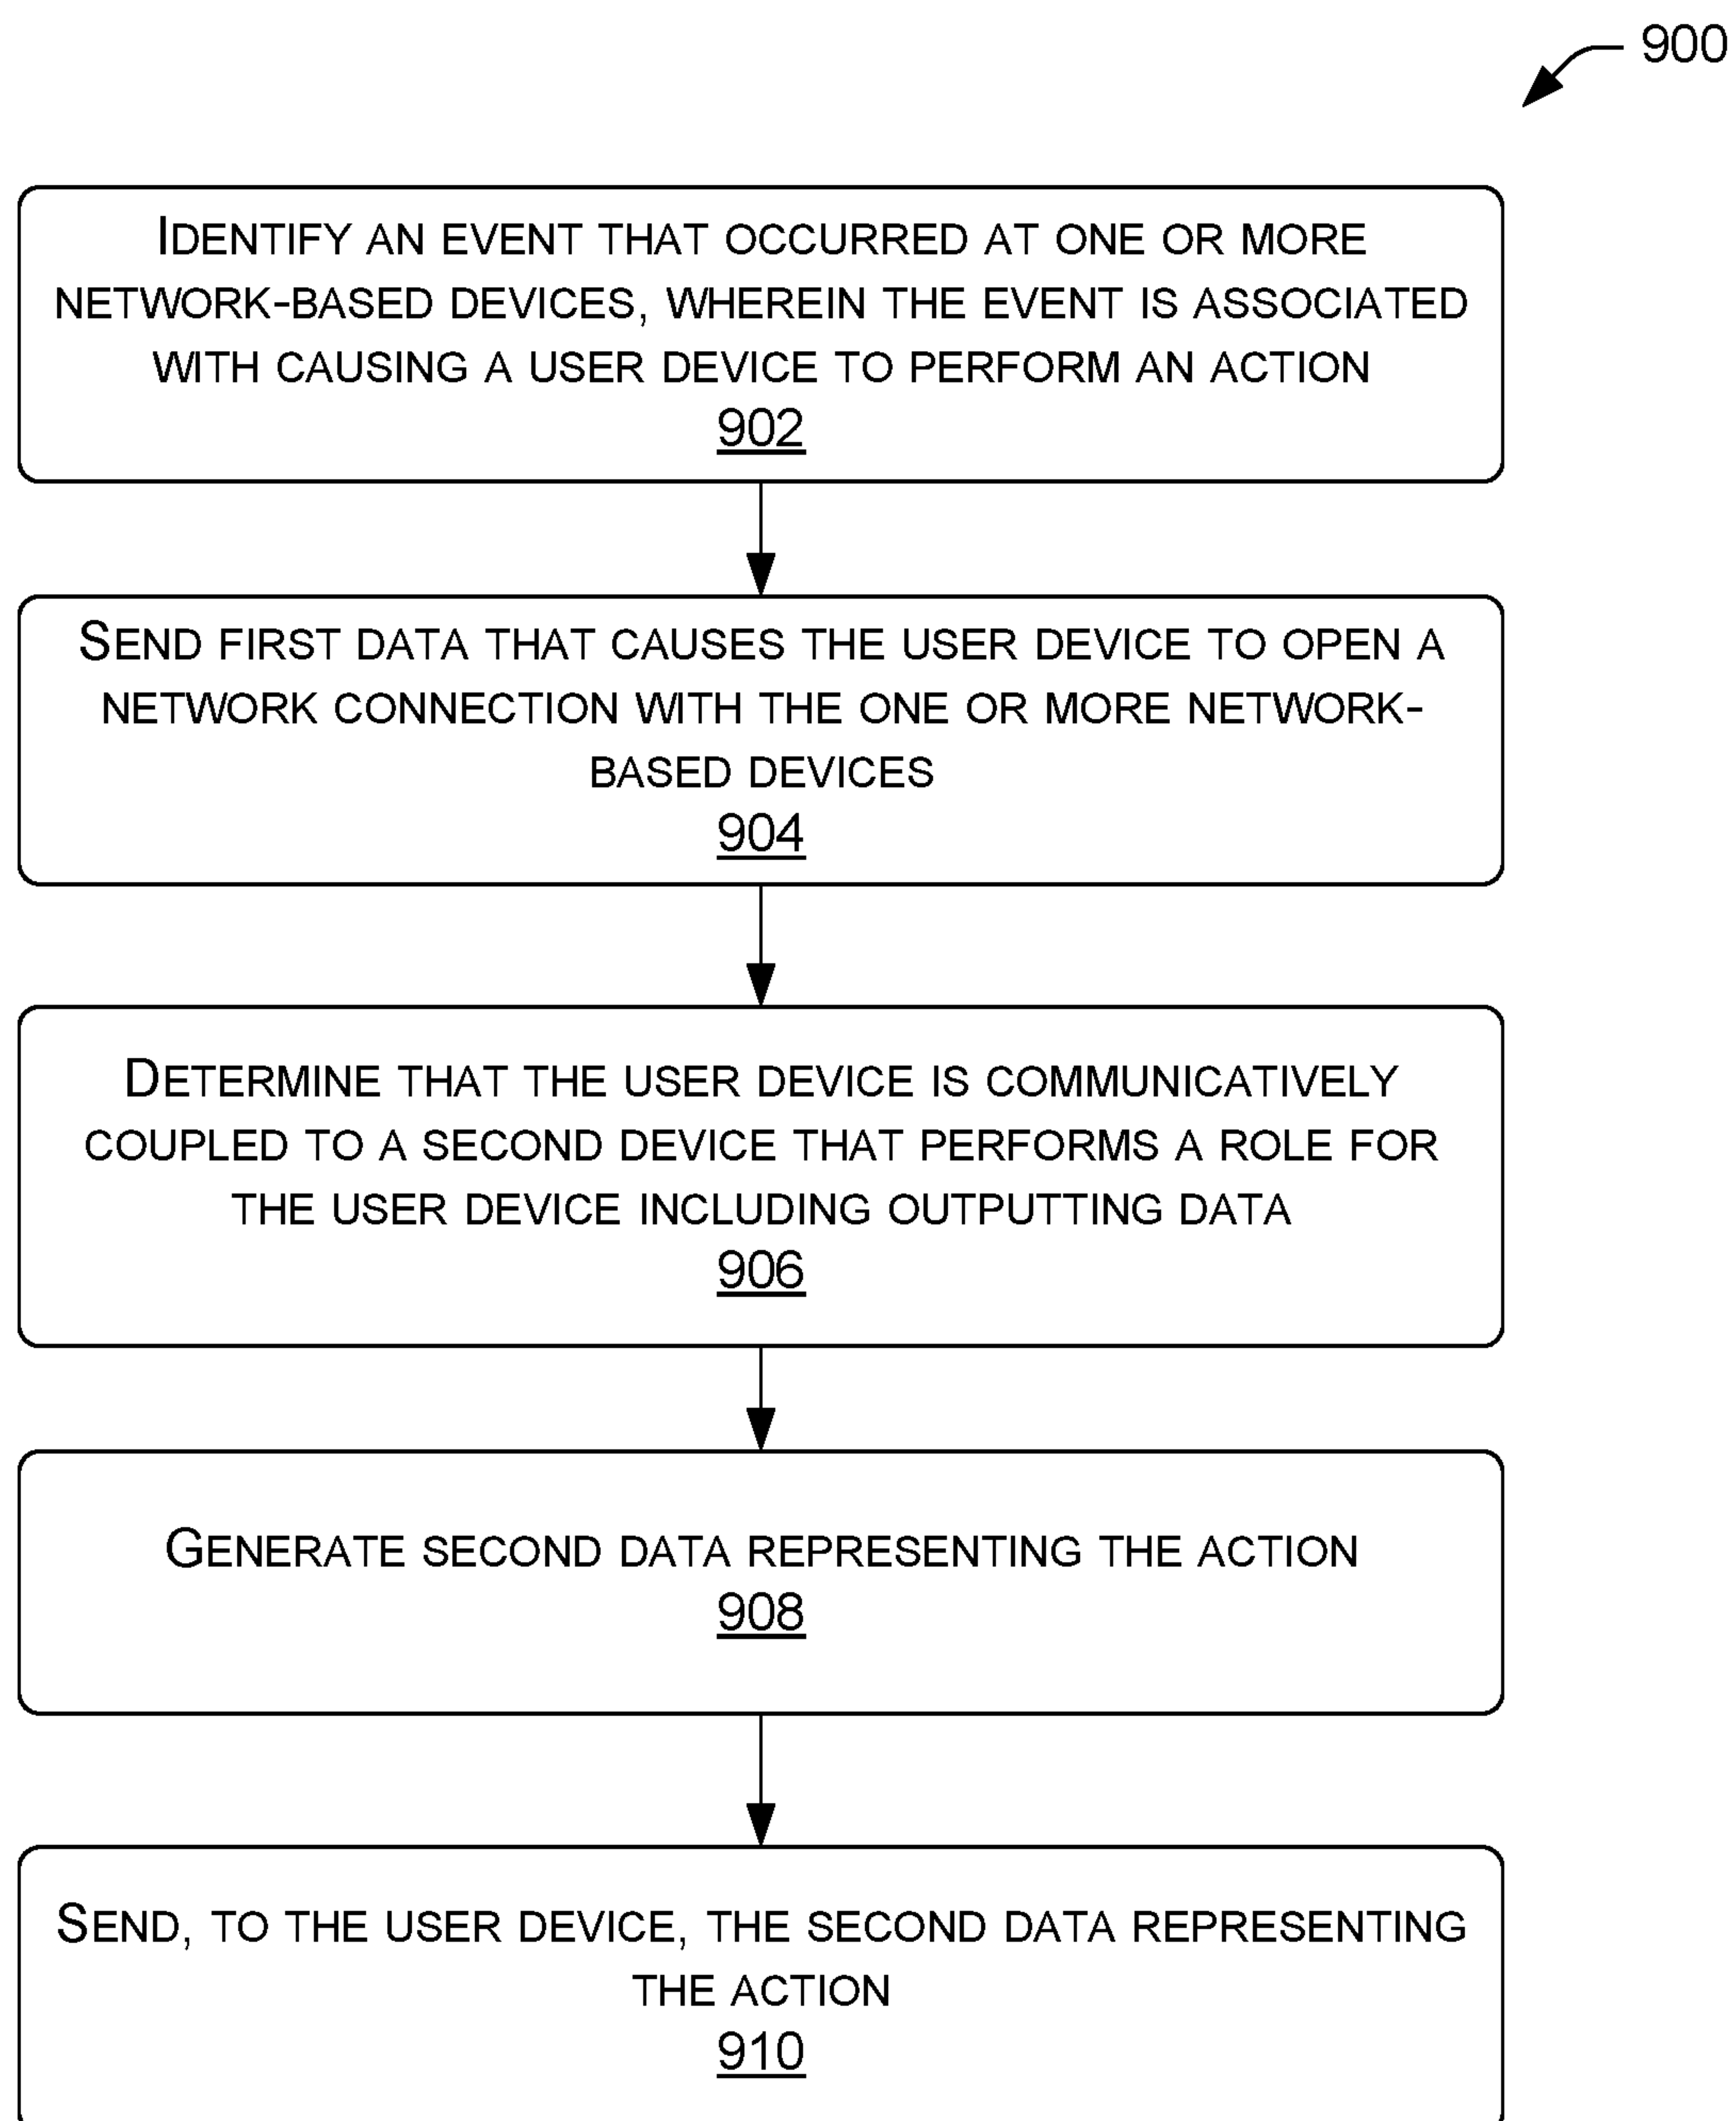 900
IDENTIFY AN EVENT THAT OCCURRED AT ONE OR MORE
NETWORK-BASED DEVICES, WHEREIN THE EVENT IS ASSOCIATED
WITH CAUSING A USER DEVICE TO PERFORM AN ACTION
902
SEND FIRST DATA THAT CAUSES THE USER DEVICE TO OPEN A
NETWORK CONNECTION WITH THE ONE OR MORE NETWORK-
BASED DEVICES
904
DETERMINE THAT THE USER DEVICE IS COMMUNICATIVELY
COUPLED TO A SECOND DEVICE THAT PERFORMS A ROLE FOR
THE USER DEVICE INCLUDING OUTPUTTING DATA
906
GENERATE SECOND DATA REPRESENTING THE ACTION
908
SEND, TO THE USER DEVICE, THE SECOND DATA REPRESENTING
THE ACTION
910